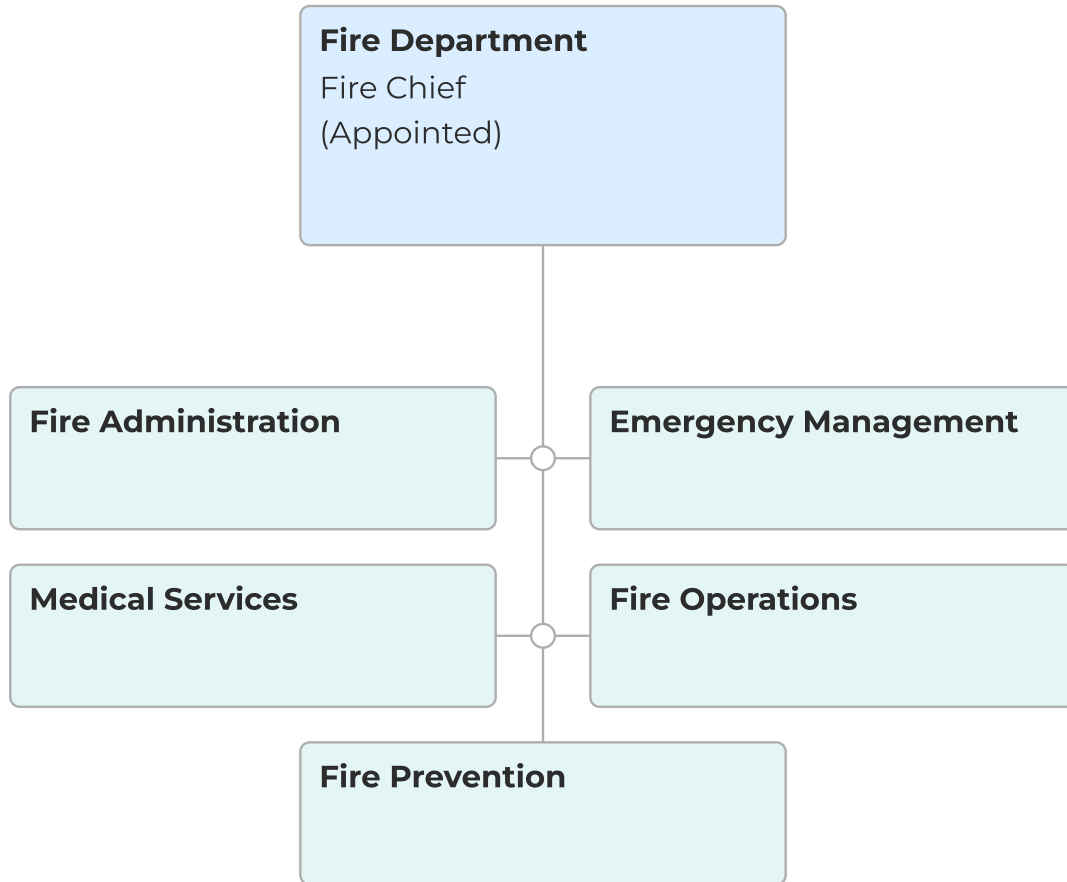 Fire Department
Fire Chief
(Appointed)
Fire Administration
Emergency Management
Medical Services
Fire Operations
Fire Prevention